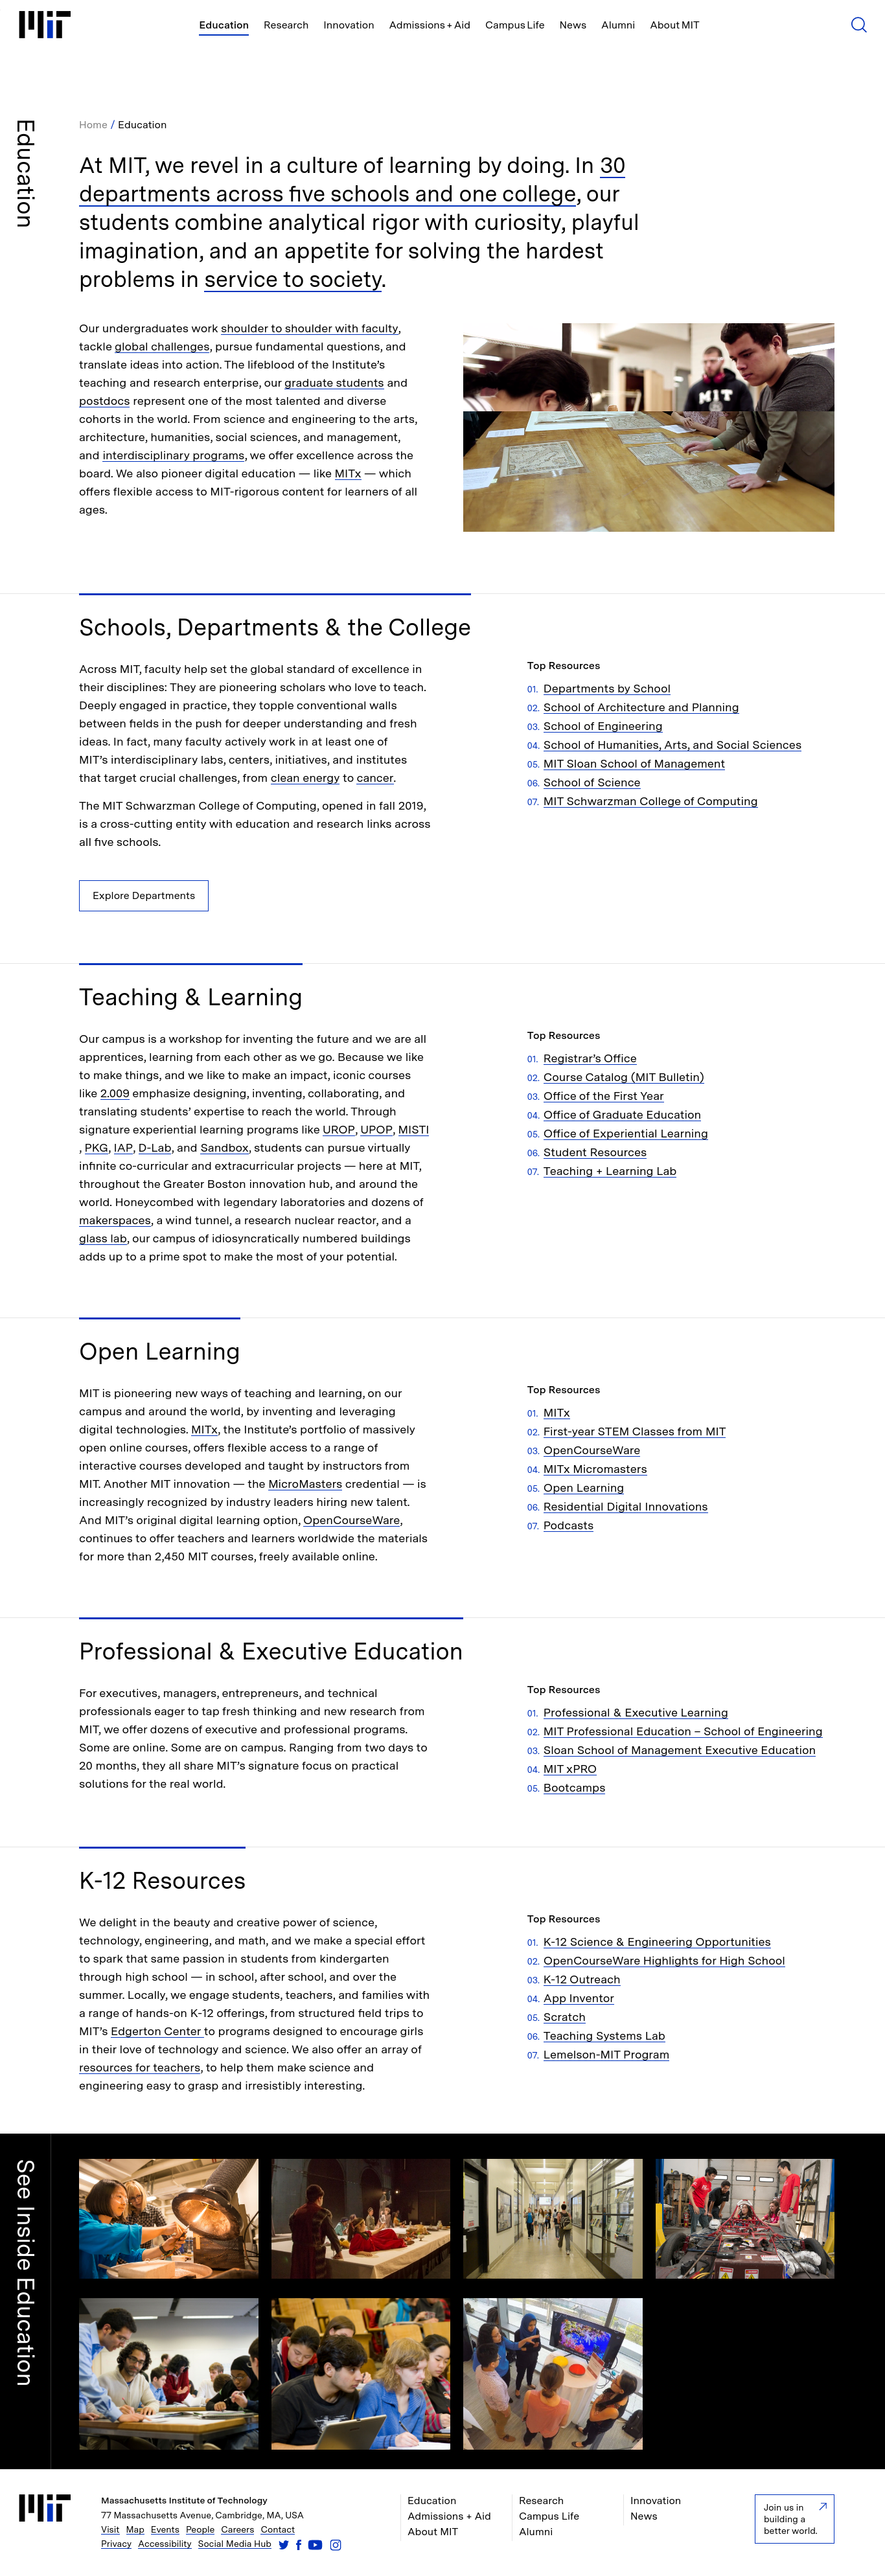 MIT
Education
Research
Innovation
Admissions + Aid
Campus Life
News
Alumni
About MIT
Education
Home / Education
At MIT, we revel in a culture of learning by doing. In 30
departments across five schools and one college, our
students combine analytical rigor with curiosity, playful
imagination, and an appetite for solving the hardest
problems in service to society.
Our undergraduates work shoulder to shoulder with faculty,
tackle global challenges, pursue fundamental questions, and
translate ideas into action. The lifeblood of the Institute’s
teaching and research enterprise, our graduate students and
postdocs represent one of the most talented and diverse
cohorts in the world. From science and engineering to the arts,
architecture, humanities, social sciences, and management,
and interdisciplinary programs, we offer excellence across the
board. We also pioneer digital education — like MITx — which
offers flexible access to MIT-rigorous content for learners of all
ages.
MIT
Schools, Departments & the College
Across MIT, faculty help set the global standard of excellence in
their disciplines: They are pioneering scholars who love to teach.
Deeply engaged in practice, they topple conventional walls
between fields in the push for deeper understanding and fresh
ideas. In fact, many faculty actively work in at least one of
MIT’s interdisciplinary labs, centers, initiatives, and institutes
that target crucial challenges, from clean energy to cancer.
The MIT Schwarzman College of Computing, opened in fall 2019,
is a cross-cutting entity with education and research links across
all five schools.
Explore Departments
Top Resources
01. Departments by School
02. School of Architecture and Planning
03. School of Engineering
04. School of Humanities, Arts, and Social Sciences
05. MIT Sloan School of Management
06. School of Science
07. MIT Schwarzman College of Computing
Teaching & Learning
Our campus is a workshop for inventing the future and we are all
apprentices, learning from each other as we go. Because we like
to make things, and we like to make an impact, iconic courses
like 2.009 emphasize designing, inventing, collaborating, and
translating students’ expertise to reach the world. Through
signature experiential learning programs like UROP, UPOP, MISTI
, PKG, IAP, D-Lab, and Sandbox, students can pursue virtually
infinite co-curricular and extracurricular projects — here at MIT,
throughout the Greater Boston innovation hub, and around the
world. Honeycombed with legendary laboratories and dozens of
makerspaces, a wind tunnel, a research nuclear reactor, and a
glass lab, our campus of idiosyncratically numbered buildings
adds up to a prime spot to make the most of your potential.
Top Resources
01. Registrar’s Office
02. Course Catalog (MIT Bulletin)
03. Office of the First Year
04. Office of Graduate Education
05. Office of Experiential Learning
06. Student Resources
07. Teaching + Learning Lab
Open Learning
MIT is pioneering new ways of teaching and learning, on our
campus and around the world, by inventing and leveraging
digital technologies. MITx, the Institute’s portfolio of massively
open online courses, offers flexible access to a range of
interactive courses developed and taught by instructors from
MIT. Another MIT innovation — the MicroMasters credential — is
increasingly recognized by industry leaders hiring new talent.
And MIT’s original digital learning option, OpenCourseWare,
continues to offer teachers and learners worldwide the materials
for more than 2,450 MIT courses, freely available online.
Top Resources
01. MITx
02. First-year STEM Classes from MIT
03. OpenCourseWare
04. MITx Micromasters
05. Open Learning
06. Residential Digital Innovations
07. Podcasts
Professional & Executive Education
For executives, managers, entrepreneurs, and technical
professionals eager to tap fresh thinking and new research from
MIT, we offer dozens of executive and professional programs.
Some are online. Some are on campus. Ranging from two days to
20 months, they all share MIT’s signature focus on practical
solutions for the real world.
Top Resources
01. Professional & Executive Learning
02. MIT Professional Education – School of Engineering
03. Sloan School of Management Executive Education
04. MIT xPRO
05. Bootcamps
K-12 Resources
We delight in the beauty and creative power of science,
technology, engineering, and math, and we make a special effort
to spark that same passion in students from kindergarten
through high school — in school, after school, and over the
summer. Locally, we engage students, teachers, and families with
a range of hands-on K-12 offerings, from structured field trips to
MIT’s Edgerton Center to programs designed to encourage girls
in their love of technology and science. We also offer an array of
resources for teachers, to help them make science and
engineering easy to grasp and irresistibly interesting.
Top Resources
01. K-12 Science & Engineering Opportunities
02. OpenCourseWare Highlights for High School
03. K-12 Outreach
04. App Inventor
05. Scratch
06. Teaching Systems Lab
07. Lemelson-MIT Program
See Inside Education
MIT
Massachusetts Institute of Technology
77 Massachusetts Avenue, Cambridge, MA, USA
Visit Map Events People Careers Contact
Privacy Accessibility Social Media Hub
Education
Admissions + Aid
About MIT
Research
Campus Life
Alumni
Innovation
News
Join us in
building a
better world.